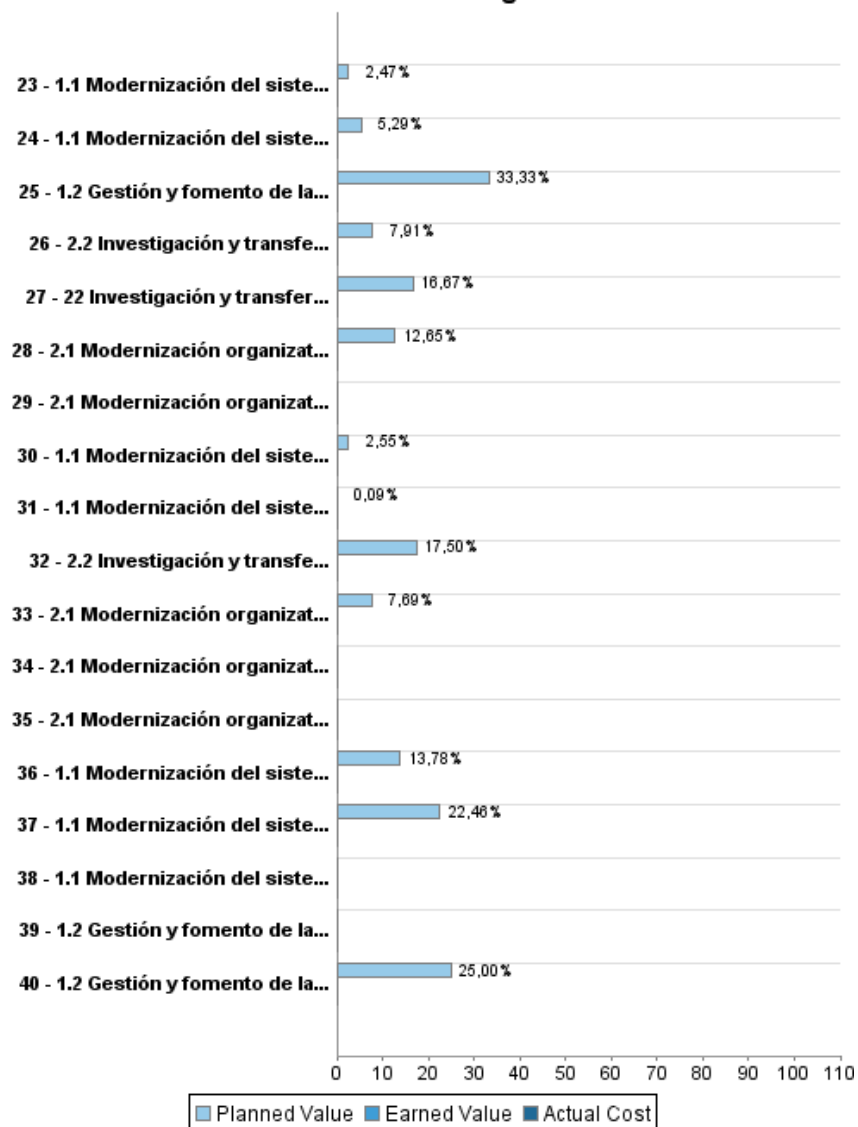 23 - 1.1 Modernización del siste...
2,47%
24 - 1.1 Modernización del siste...
5,29%
25 - 1.2 Gestión y fomento de la...
33,33%
26 - 2.2 Investigación y transfe...
7,91%
27 - 22 Investigación y transfer...
16,67%
28 - 2.1 Modernización organizat...
12,65%
29 - 2.1 Modernización organizat...
30 - 1.1 Modernización del siste...
2,55%
31 - 1.1 Modernización del siste...
0,09%
32 - 2.2 Investigación y transfe...
17,50%
33 - 2.1 Modernización organizat...
7,69%
34 - 2.1 Modernización organizat...
35 - 2.1 Modernización organizat...
36 - 1.1 Modernización del siste...
13,78%
37 - 1.1 Modernización del siste...
22,46%
38 - 1.1 Modernización del siste...
39 - 1.2 Gestión y fomento de la...
40 - 1.2 Gestión y fomento de la...
25,00%
0 10 20 30 40 50 60 70 80 90 100 110
Planned Value Earned Value Actual Cost